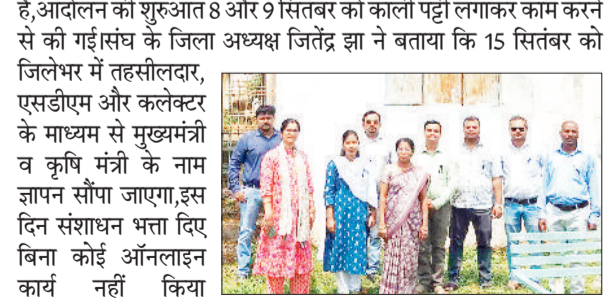 है,आंदोलन की शुरुआत 8 और 9 सितंबर को काली पट्टी लगाकर काम करने
से की गई।संघ के जिला अध्यक्ष जितेंद्र झा ने बताया कि 15 सितंबर को
जिलेभर में तहसीलदार,
एसडीएम और कलेक्टर
के माध्यम से मुख्यमंत्री
व कृषि मंत्री के नाम
ज्ञापन सौंपा जाएगा,इस
दिन संशाधन भत्ता दिए
बिना कोई ऑनलाइन
कार्य नहीं किया